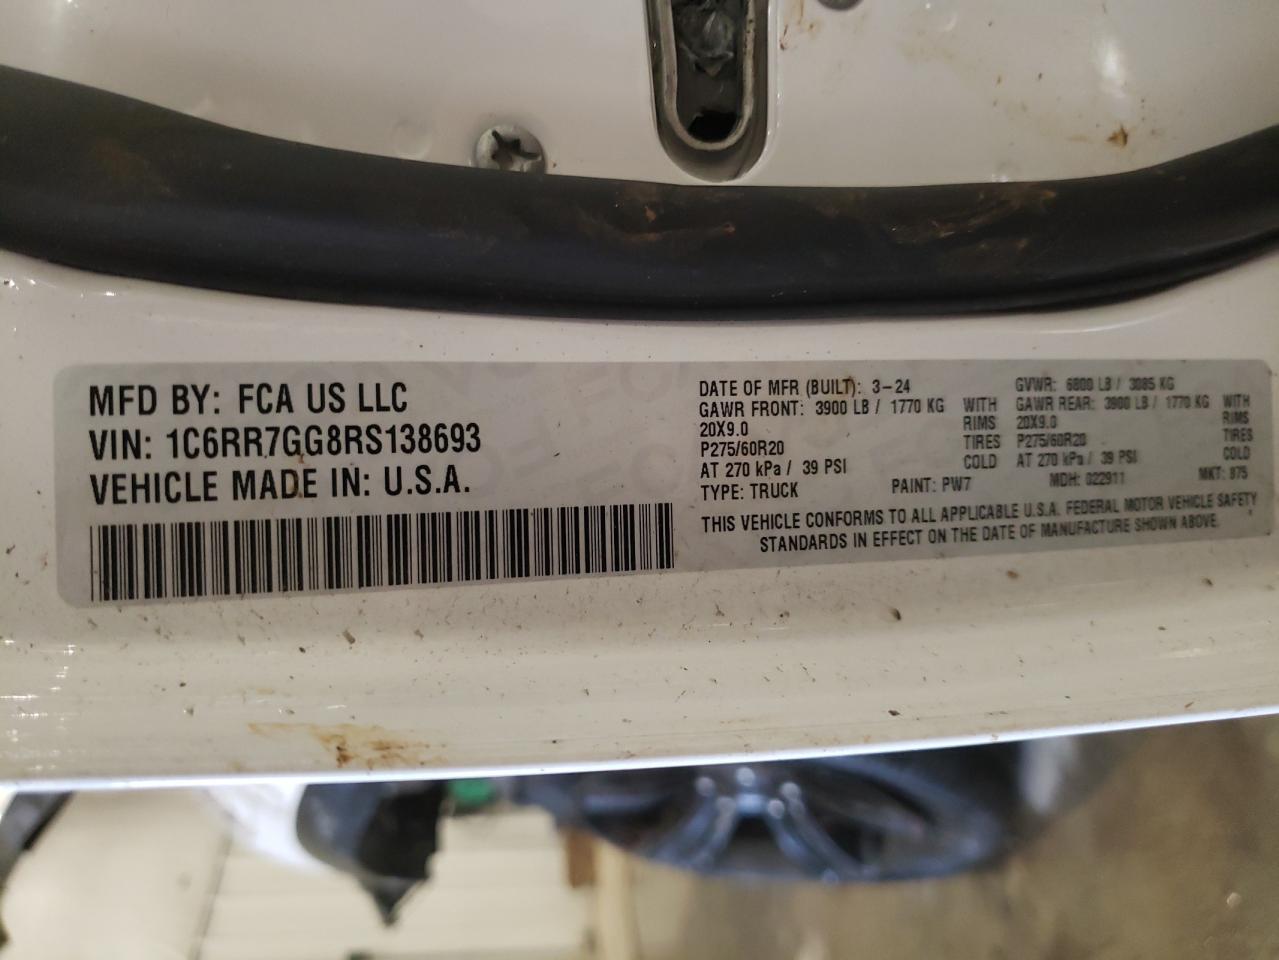 MFD BY: FCA US LLC
VIN: 1C6RR7GG8RS138693
VEHICLE MADE IN: U.S.A.
DATE OF MFR (BUILT): 3-24 GVWR: 6800 LB / 3085 KG
GAWR FRONT: 3900 LB / 1770 KG WITH GAWR REAR: 3900 LB / 1770 KG WITH
20X9.0 RIMS 20X9.0 RIMS
P275/60R20 TIRES P275/60R20 TIRES
AT 270 kPa / 39 PSI COLD AT 270 kPa / 39 PSI COLD
TYPE: TRUCK PAINT: PW7 MDH: 022911 MKT: 875
THIS VEHICLE CONFORMS TO ALL APPLICABLE U.S.A. FEDERAL MOTOR VEHICLE SAFETY
STANDARDS IN EFFECT ON THE DATE OF MANUFACTURE SHOWN ABOVE.